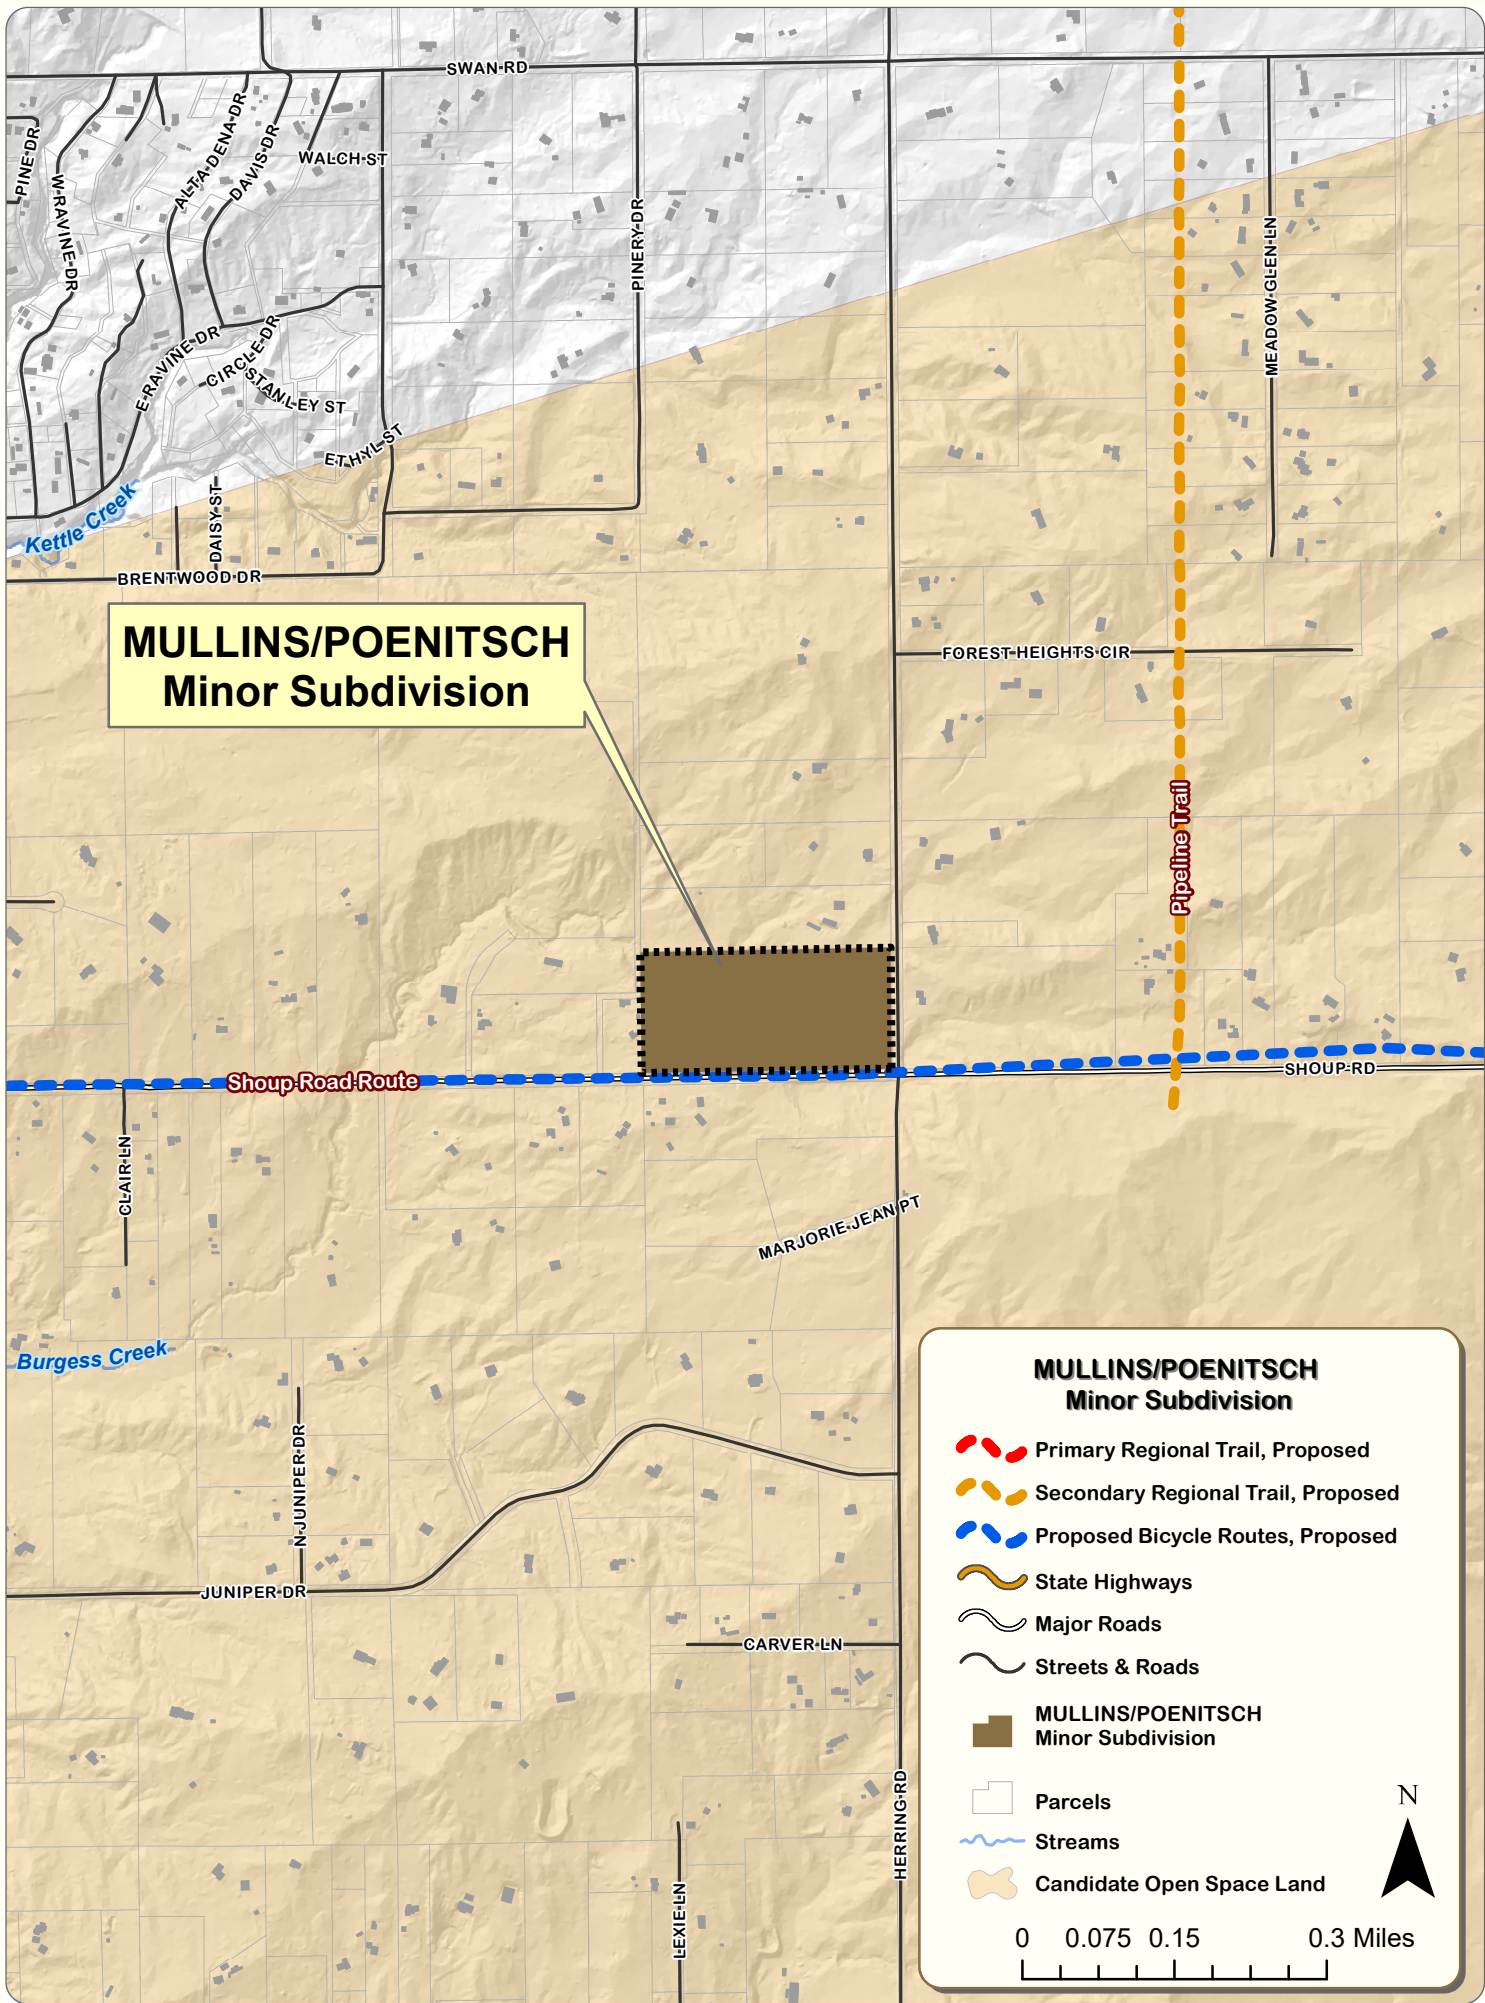 SWAN RD
PINE DR
W RAVINE DR
ALTA DENA DR
DAVIS DR
WALCH ST
PINERY DR
MEADOW GLEN LN
E RAVINE DR
CIRCLE DR
STANLEY ST
ETHYL ST
Kettle Creek
DAISY ST
BRENTWOOD DR
MULLINS/POENITSCH
Minor Subdivision
FOREST HEIGHTS CIR
Pipeline Trail
Shoup Road Route
SHOUP RD
CLAIR LN
MARJORIE JEAN PT
Burgess Creek
N JUNIPER DR
JUNIPER DR
CARVER LN
HERRING RD
LEXIE LN
MULLINS/POENITSCH
Minor Subdivision
Primary Regional Trail, Proposed
Secondary Regional Trail, Proposed
Proposed Bicycle Routes, Proposed
State Highways
Major Roads
Streets & Roads
MULLINS/POENITSCH
Minor Subdivision
Parcels
Streams
Candidate Open Space Land
N
0 0.075 0.15 0.3 Miles